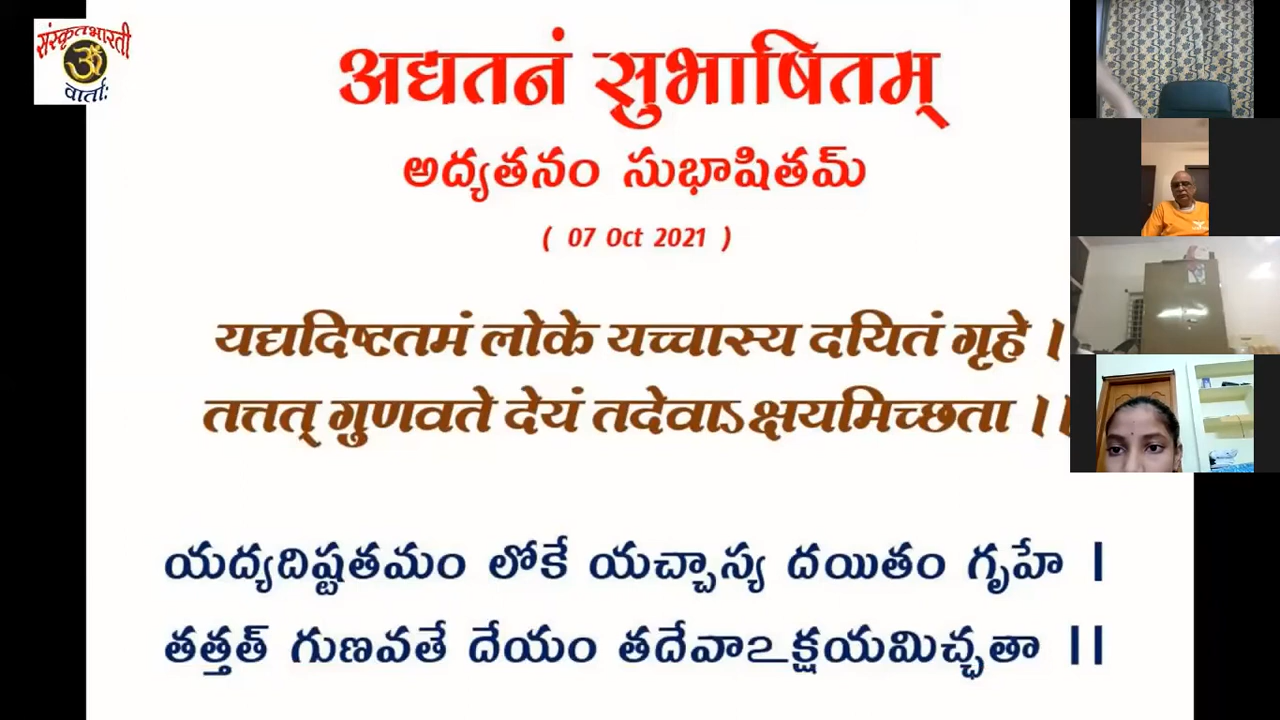 संस्कृतभारती
ॐ
वार्ताः
अद्यतनं सुभाषितम्
అద్యతనం సుభాషితమ్
( 07 Oct 2021 )
यद्यदिष्टतमं लोके यच्चास्य दयितं गृहे ।
तत्तत् गुणवते देयं तदेवाऽक्षयमिच्छता ।।
యద్యదిష్టతమం లోకే యచ్చాస్య దయితం గృహే ।
తత్తత్ గుణవతే దేయం తదేవాఽక్షయమిచ్ఛతా ।।